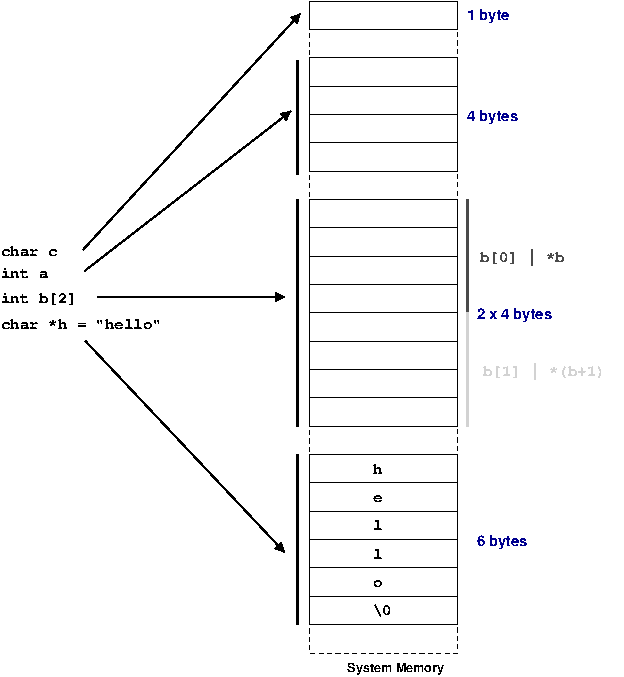 1 byte
4 bytes
char c
int a
int b[2]
char *h = "hello"
b[0] | *b
2 x 4 bytes
b[1] | *(b+1)
h
e
l
l
o
\0
6 bytes
System Memory